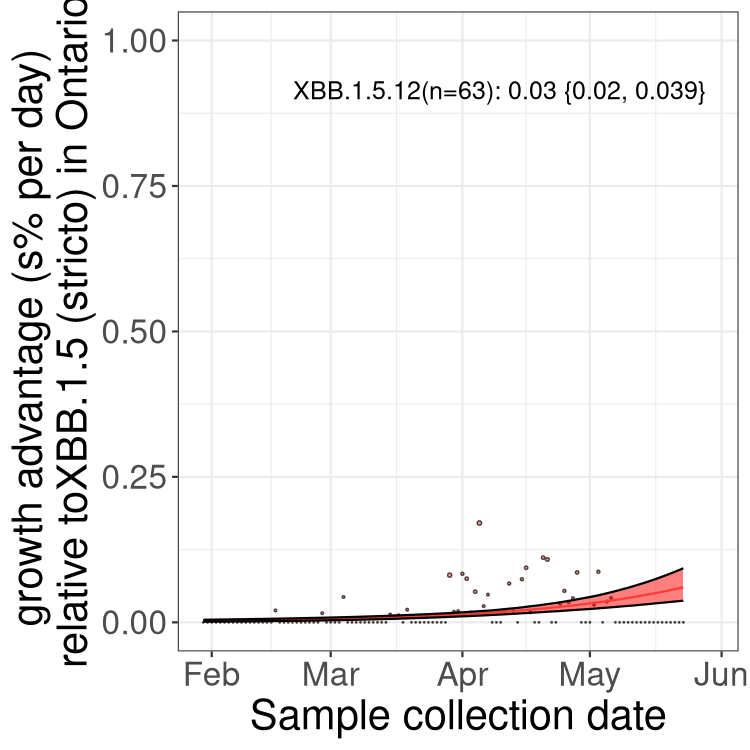 growth advantage (s% per day)
relative toXBB.1.5 (stricto) in Ontario
1.00
0.75
0.50
0.25
0.00
XBB.1.5.12(n=63): 0.03 {0.02, 0.039}
Feb Mar Apr May Jun
Sample collection date